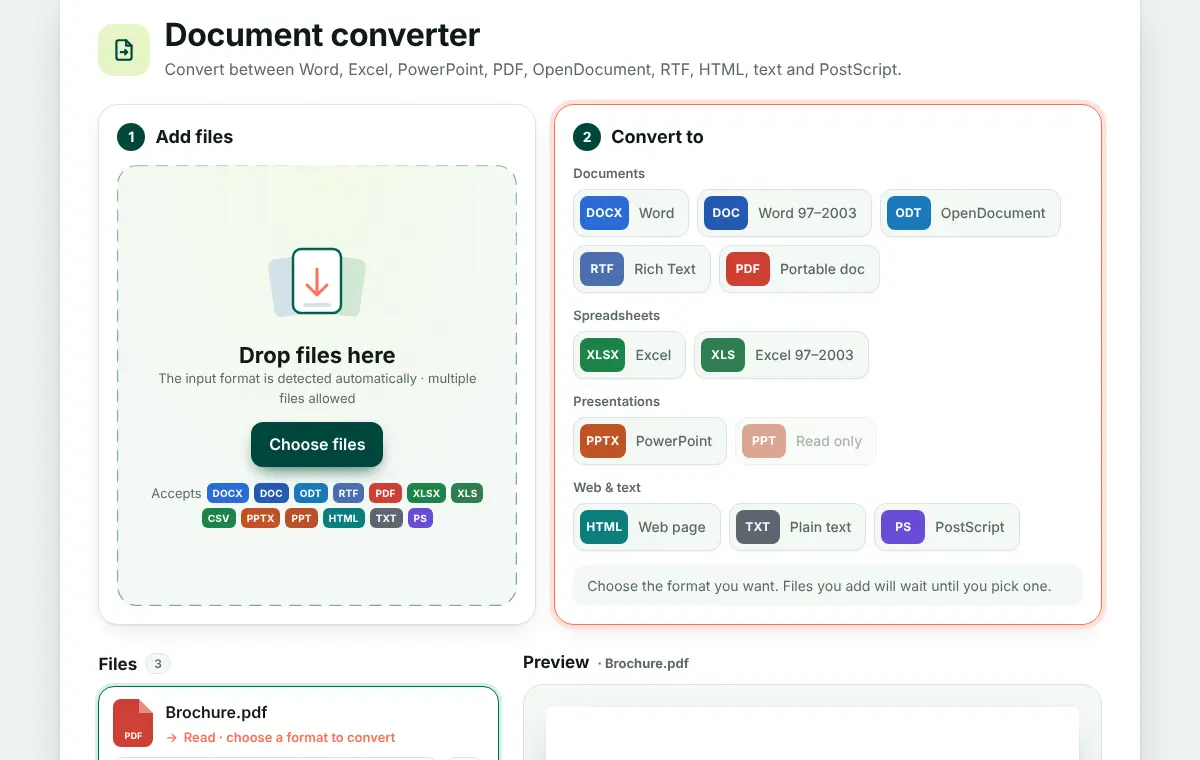 Document converter
Convert between Word, Excel, PowerPoint, PDF, OpenDocument, RTF, HTML, text and PostScript.
1 Add files
Drop files here
The input format is detected automatically · multiple
files allowed
Choose files
Accepts DOCX DOC ODT RTF PDF XLSX XLS
CSV PPTX PPT HTML TXT PS
2 Convert to
Documents
DOCX Word DOC Word 97–2003 ODT OpenDocument
RTF Rich Text PDF Portable doc
Spreadsheets
XLSX Excel XLS Excel 97–2003
Presentations
PPTX PowerPoint PPT Read only
Web & text
HTML Web page TXT Plain text PS PostScript
Choose the format you want. Files you add will wait until you pick one.
Files 3
PDF
Brochure.pdf
→ Read · choose a format to convert
Preview · Brochure.pdf